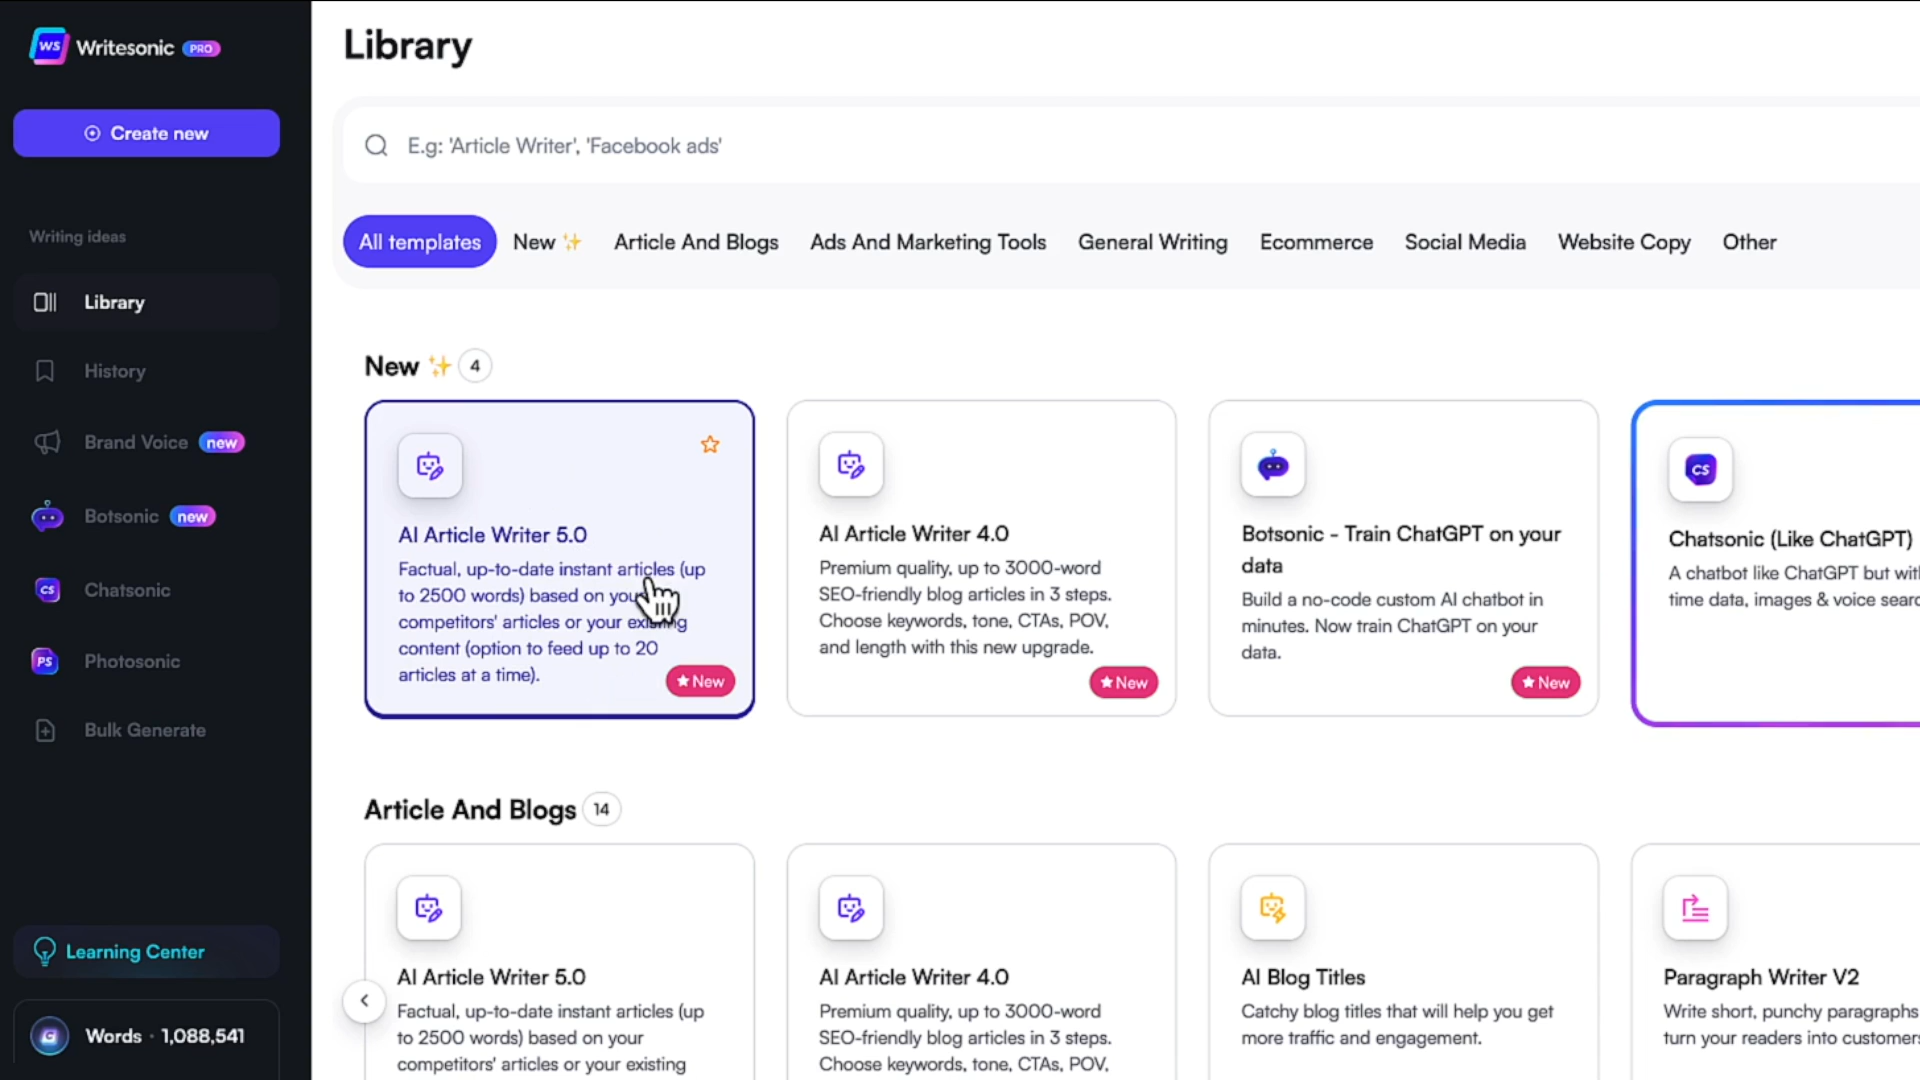 WS Writesonic PRO
Create new
Writing ideas
Library
History
Brand Voice new
Botsonic new
CS Chatsonic
PS Photosonic
Bulk Generate
Learning Center
G Words · 1,088,541
Library
E.g: 'Article Writer', 'Facebook ads'
All templates New ✨ Article And Blogs Ads And Marketing Tools General Writing Ecommerce Social Media Website Copy Other
New ✨ 4
AI Article Writer 5.0
Factual, up-to-date instant articles (up
to 2500 words) based on you
competitors' articles or your existing
content (option to feed up to 20
articles at a time).
New
AI Article Writer 4.0
Premium quality, up to 3000-word
SEO-friendly blog articles in 3 steps.
Choose keywords, tone, CTAs, POV,
and length with this new upgrade.
New
Botsonic - Train ChatGPT on your
data
Build a no-code custom AI chatbot in
minutes. Now train ChatGPT on your
data.
New
CS
Chatsonic (Like ChatGPT)
A chatbot like ChatGPT but with
time data, images & voice searc
Article And Blogs 14
AI Article Writer 5.0
Factual, up-to-date instant articles (up
to 2500 words) based on your
competitors' articles or your existing
AI Article Writer 4.0
Premium quality, up to 3000-word
SEO-friendly blog articles in 3 steps.
Choose keywords, tone, CTAs, POV,
AI Blog Titles
Catchy blog titles that will help you get
more traffic and engagement.
Paragraph Writer V2
Write short, punchy paragraphs
turn your readers into customers